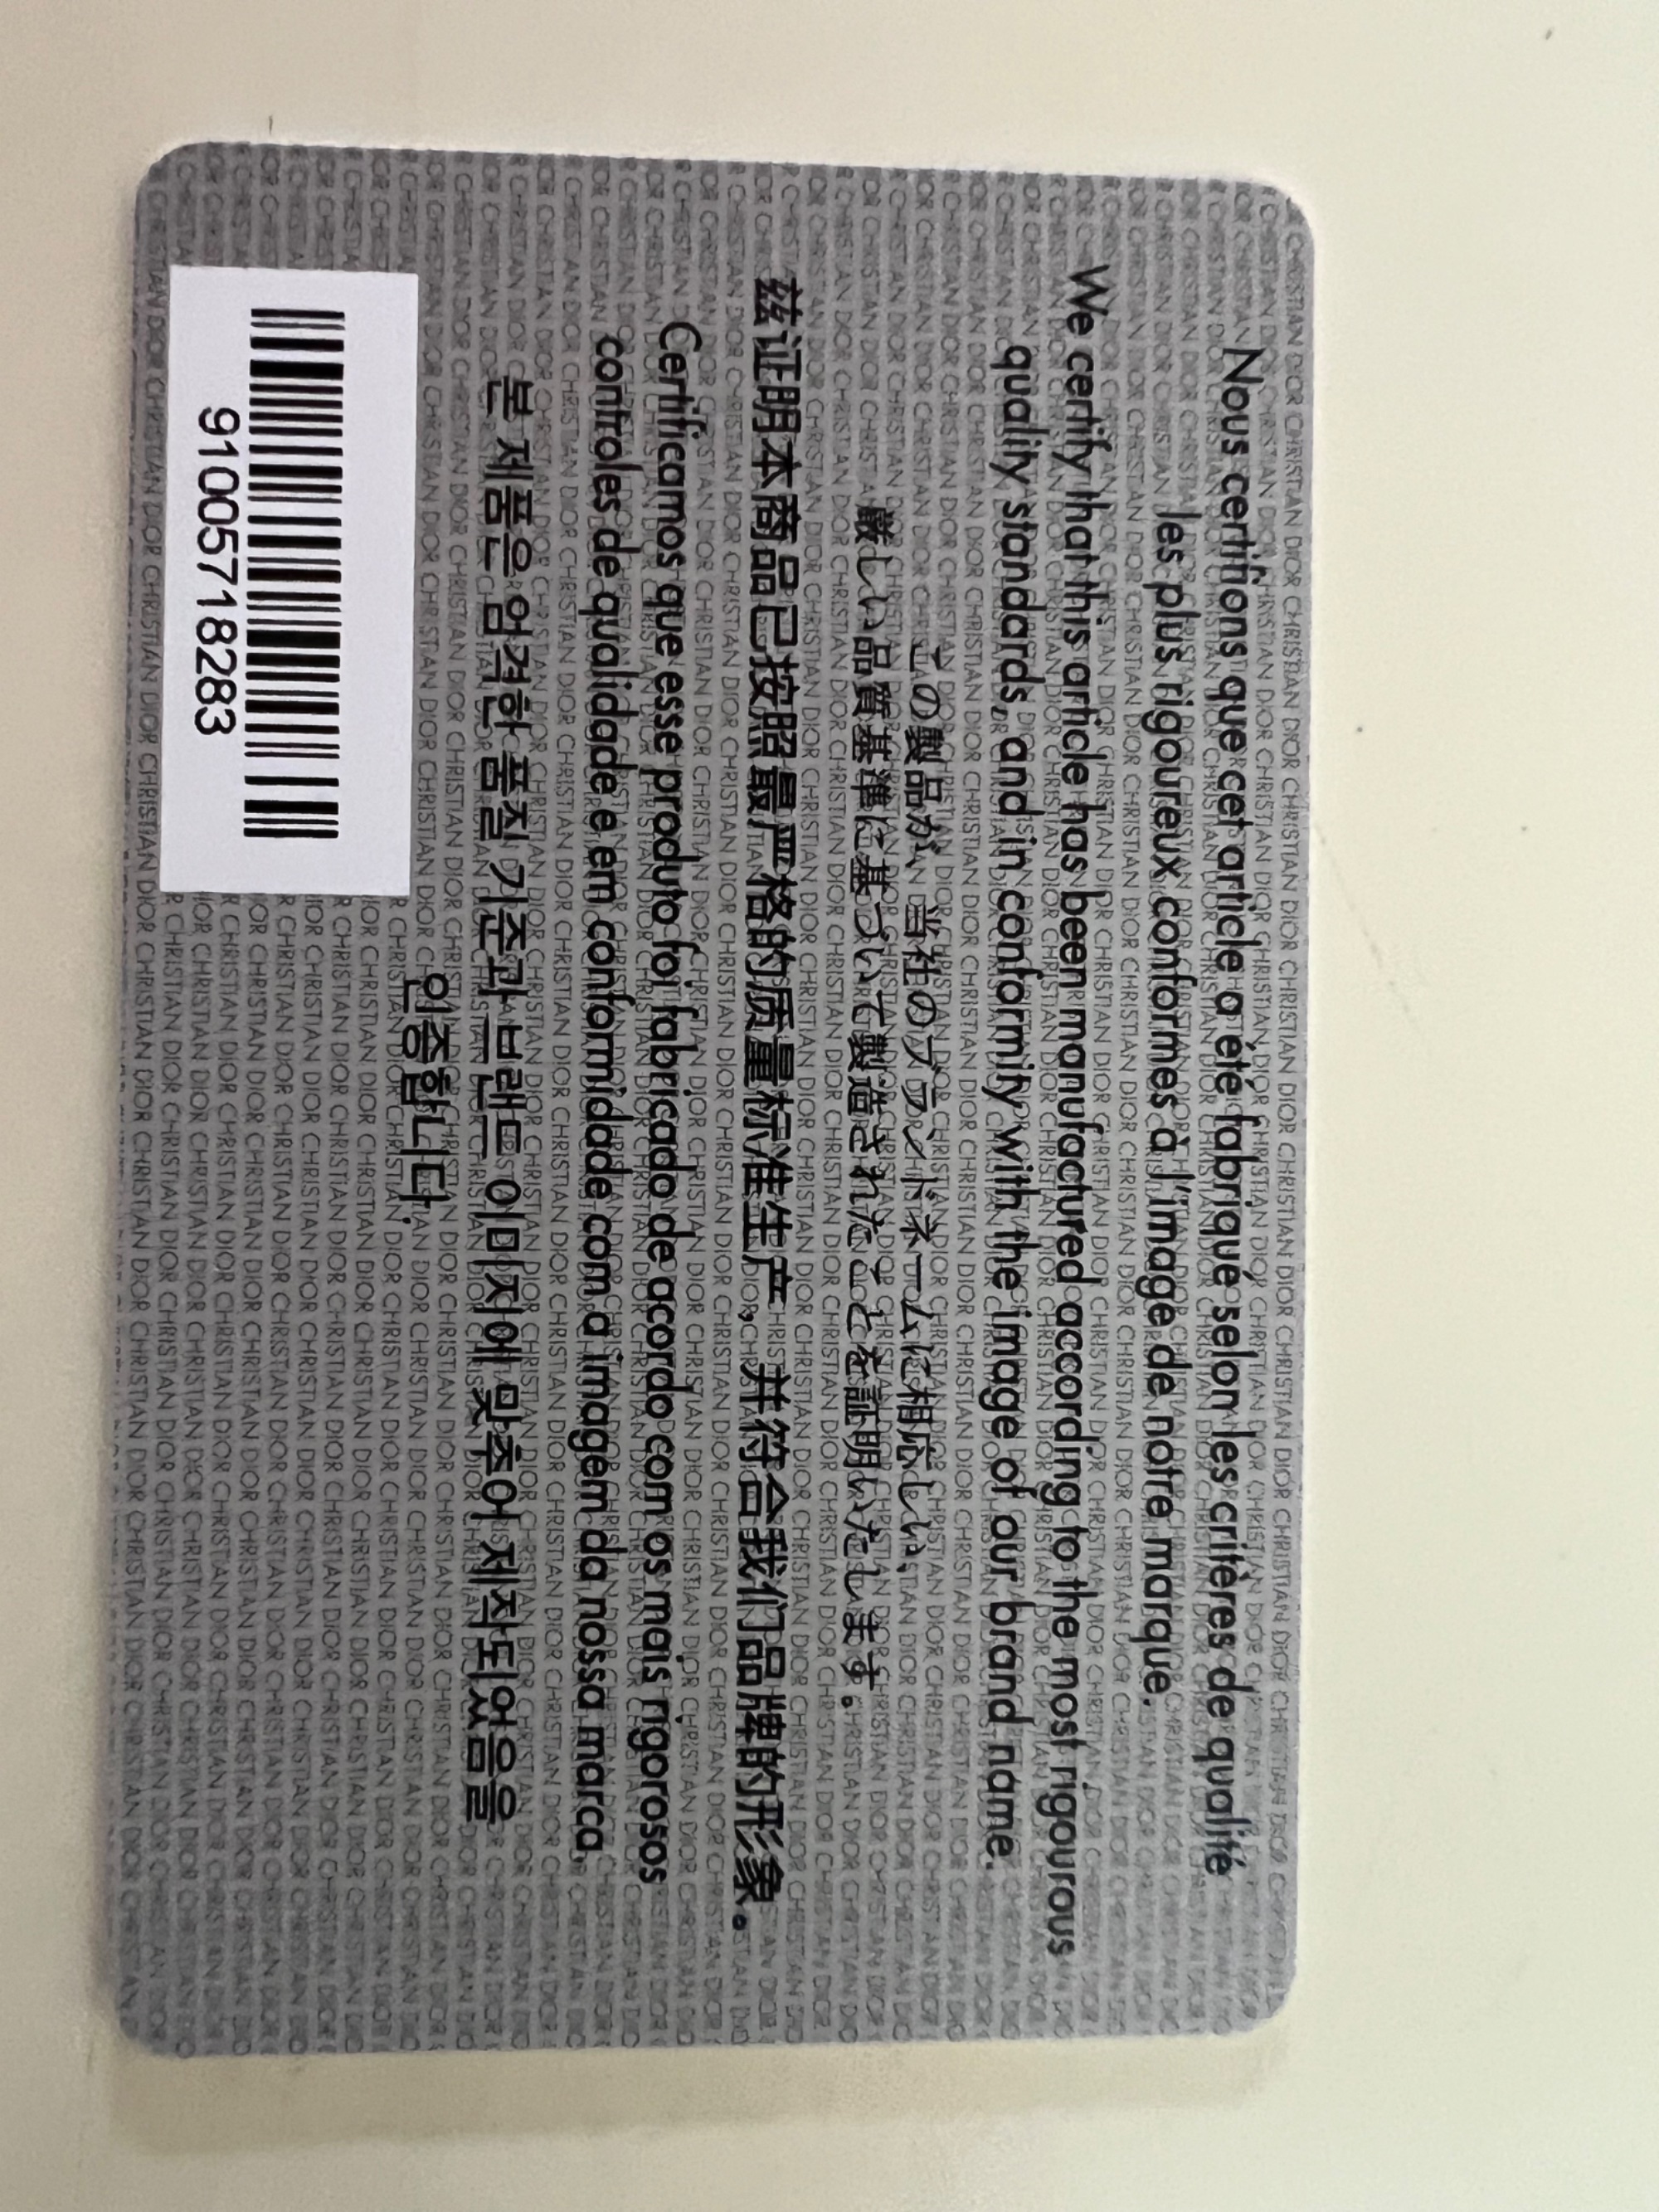 Nous certifions que cet article a été fabriqué selon les critères de qualité
les plus rigoureux conformes à l'image de notre marque.
We certify that this article has been manufactured according to the most rigourous
quality standards, and in conformity with the image of our brand name.
この製品が、当社のブランドネームに相応しい、
厳しい品質基準に基づいて製造されたことを証明いたします。
兹证明本商品已按照最严格的质量标准生产，并符合我们品牌的形象。
Certificamos que esse produto foi fabricado de acordo com os mais rigorosos
controles de qualidade e em conformidade com a imagem da nossa marca.
본 제품은 엄격한 품질 기준과 브랜드 이미지에 맞추어 제작되었음을
인증합니다.
910057182833